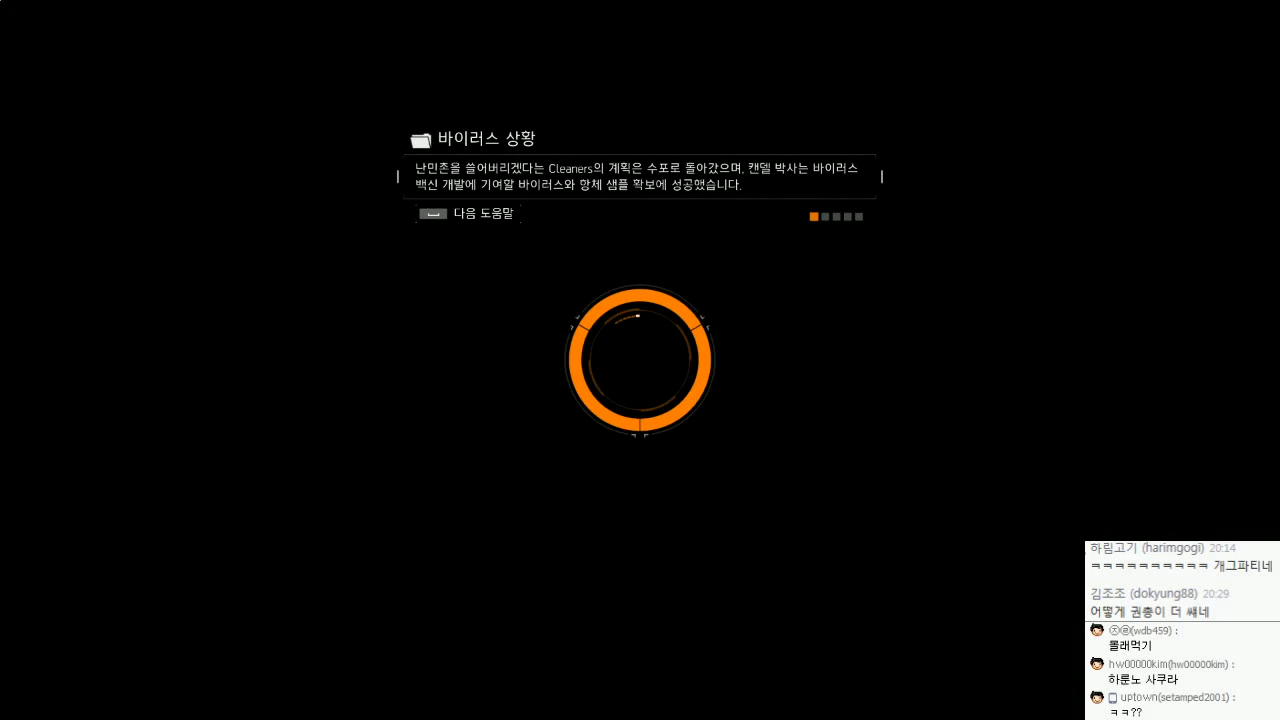 바이러스 상황
난민촌을 쓸어버리겠다는 Cleaners의 계획은 수포로 돌아갔으며, 캔델 박사는 바이러스
백신 개발에 기여할 바이러스와 항체 샘플 확보에 성공했습니다.
다음 도움말
하림고기 (harimgogi) 20:14
ㅋㅋㅋㅋㅋㅋㅋㅋㅋㅋ 개그파티네
김조조 (dokyung88) 20:29
어떻게 권총이 더 쌔네
㉨㉣(wdb459) :
몰래먹기
hw00000kim(hw00000kim) :
하룬노 사쿠라
uptown(setamped2001) :
ㅋㅋ??